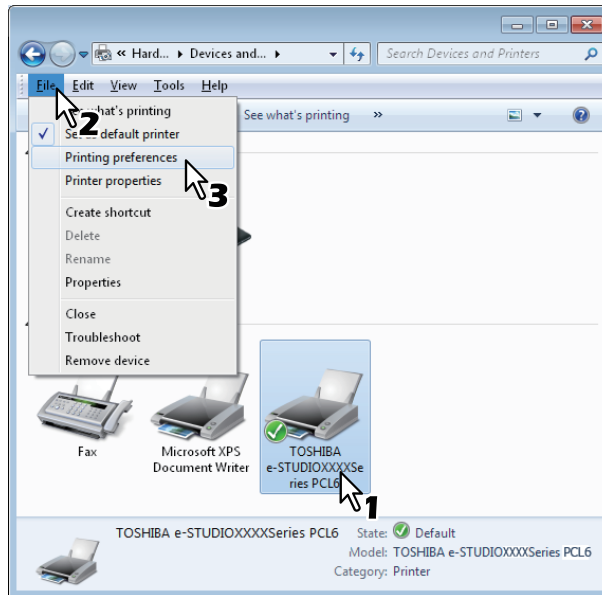 « Hard... ▸ Devices and... ▸
Search Devices and Printers
File Edit View Tools Help
See what's printing »
See what's printing
2
Set as default printer
Printing preferences
3
Printer properties
Create shortcut
Delete
Rename
Properties
Close
Troubleshoot
Remove device
Fax
Microsoft XPS
Document Writer
TOSHIBA
e-STUDIOXXXXSe
ries PCL6
1
TOSHIBA e-STUDIOXXXXSeries PCL6 State: Default
Model: TOSHIBA e-STUDIOXXXXSeries PCL6
Category: Printer